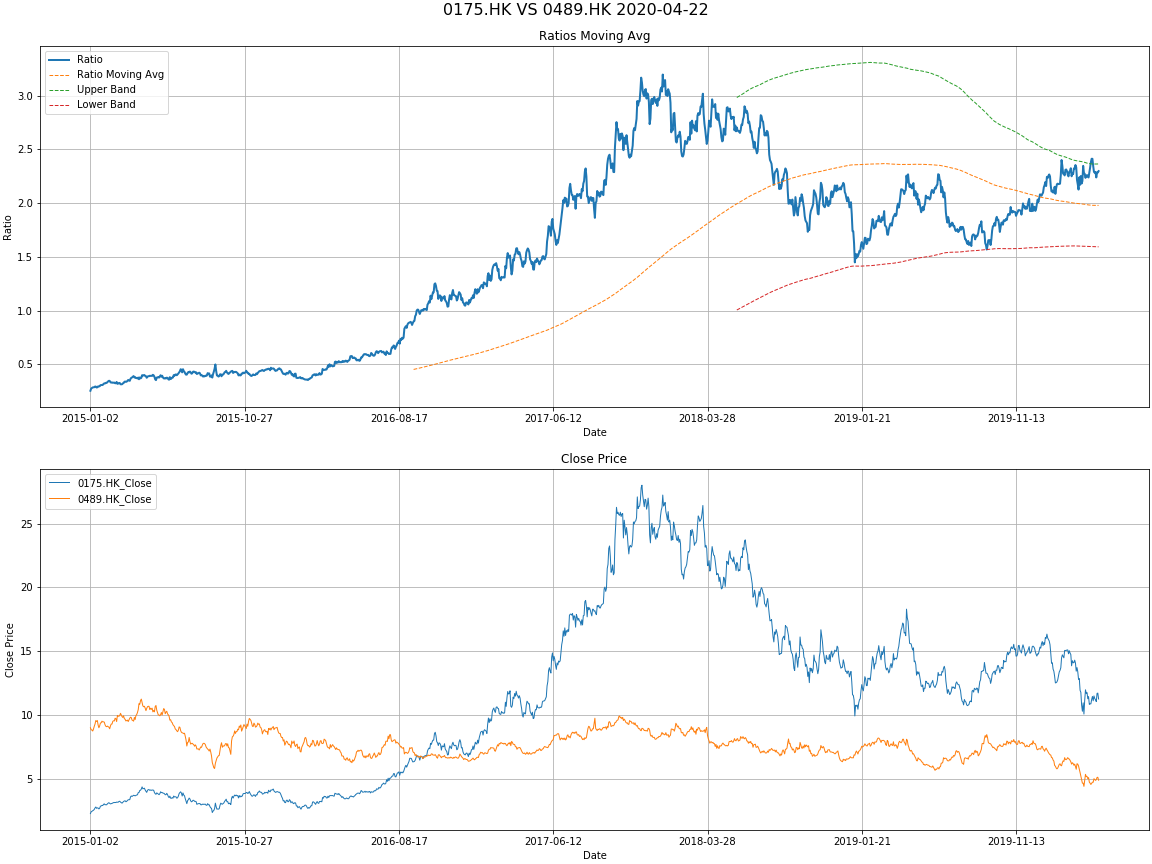 0175.HK VS 0489.HK 2020-04-22
Ratios Moving Avg
Ratio
Ratio Moving Avg
Upper Band
Lower Band
3.0
2.5
2.0
1.5
1.0
0.5
Ratio
2015-01-02 2015-10-27 2016-08-17 2017-06-12 2018-03-28 2019-01-21 2019-11-13
Date
Close Price
0175.HK_Close
0489.HK_Close
25
20
15
10
5
Close Price
2015-01-02 2015-10-27 2016-08-17 2017-06-12 2018-03-28 2019-01-21 2019-11-13
Date